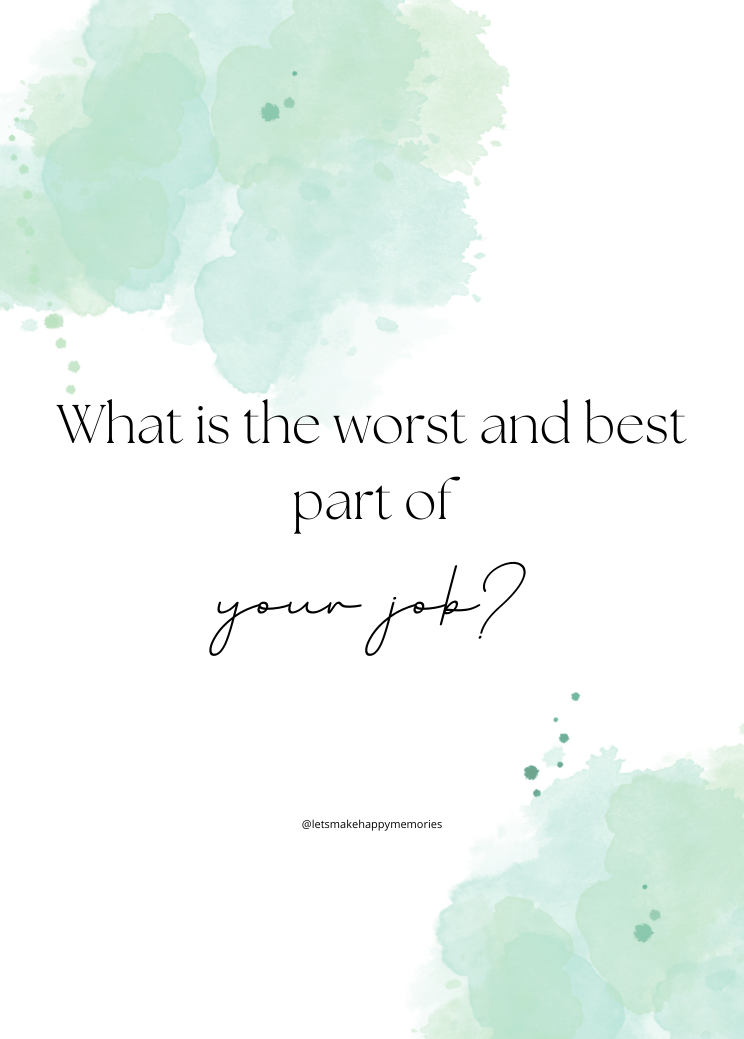 What is the worst and best
part of
your job?
@letsmakehappymemories